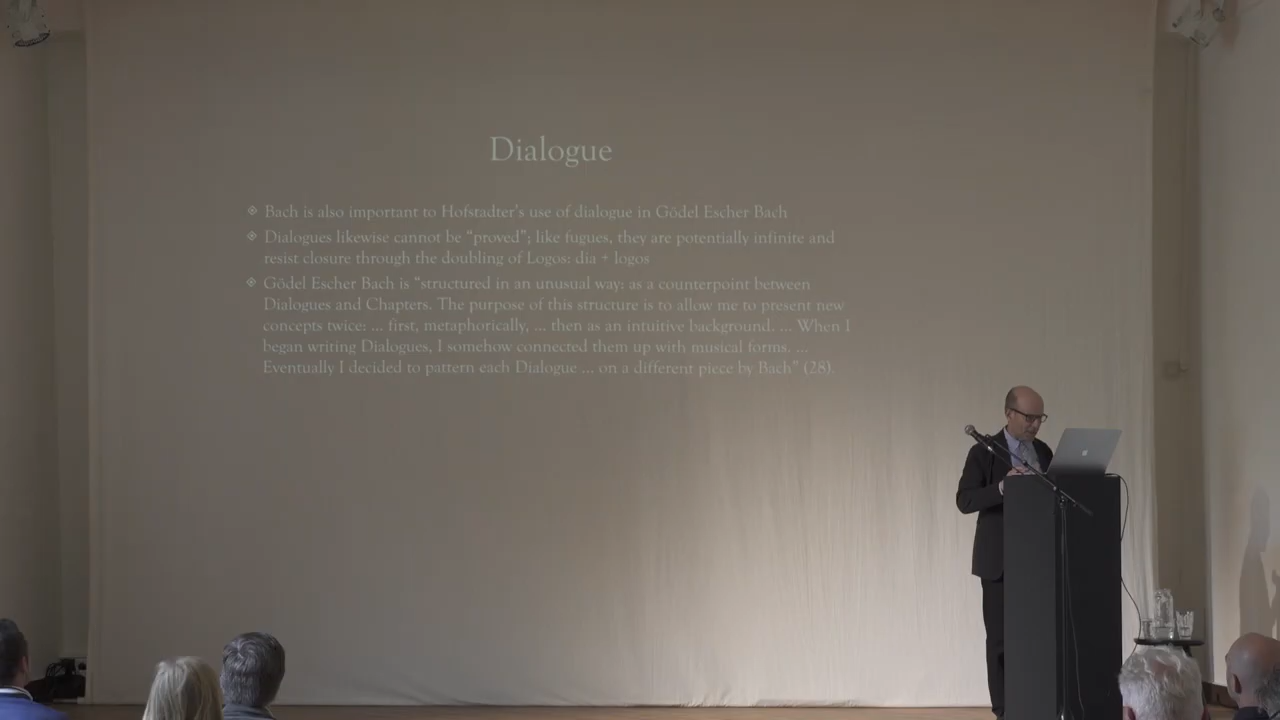 Dialogue
Bach is also important to Hofstadter's use of dialogue in Gödel Escher Bach
Dialogues likewise cannot be "proved"; like fugues, they are potentially infinite and
resist closure through the doubling of Logos: dia + logos
Gödel Escher Bach is "structured in an unusual way: as a counterpoint between
Dialogues and Chapters. The purpose of this structure is to allow me to present new
concepts twice: ... first, metaphorically, ... then as an intuitive background. ... When I
began writing Dialogues, I somehow connected them up with musical forms. ...
Eventually I decided to pattern each Dialogue ... on a different piece by Bach" (28).